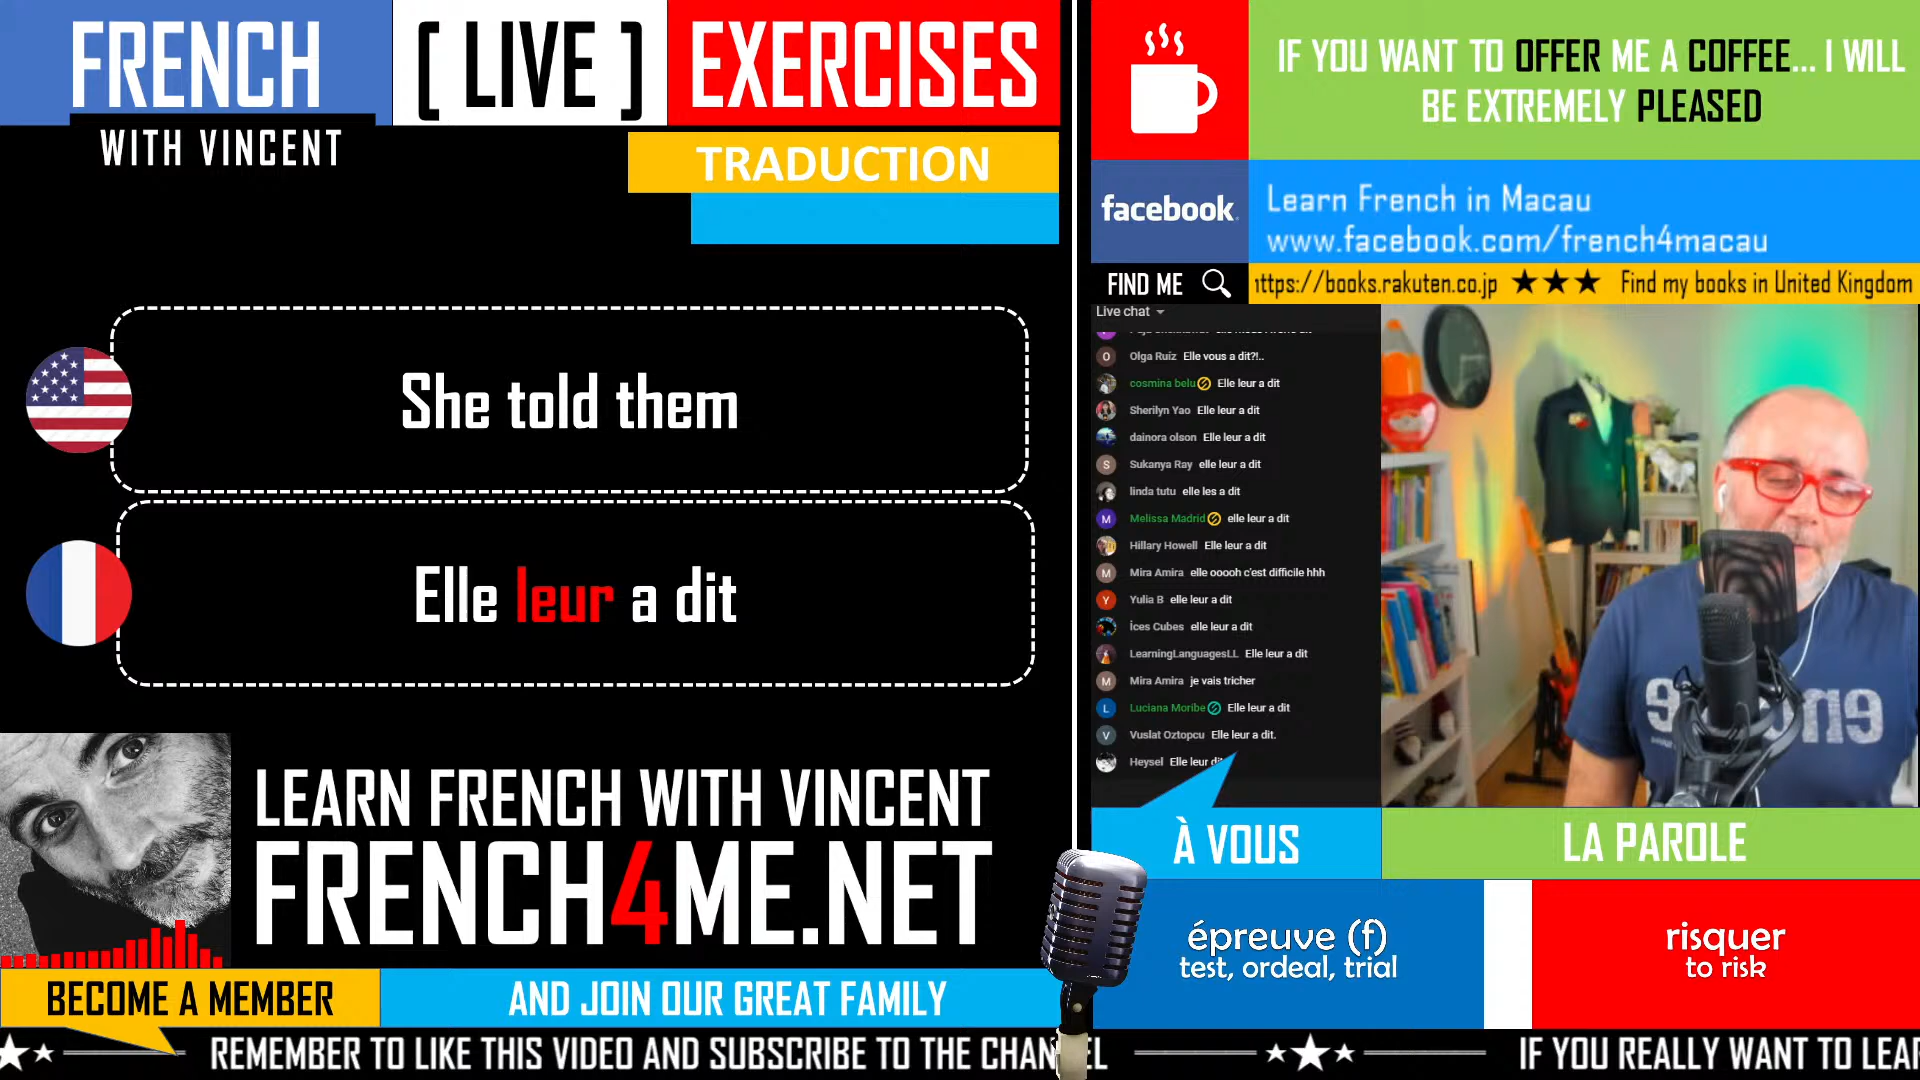 FRENCH
[ LIVE ]
EXERCISES
WITH VINCENT
TRADUCTION
She told them
Elle leur a dit
LEARN FRENCH WITH VINCENT
FRENCH4ME.NET
BECOME A MEMBER
AND JOIN OUR GREAT FAMILY
IF YOU WANT TO OFFER ME A COFFEE... I WILL
BE EXTREMELY PLEASED
facebook
Learn French in Macau
www.facebook.com/french4macau
FIND ME
https://books.rakuten.co.jp ★★★ Find my books in United Kingdom
Live chat
O Olga Ruiz Elle vous a dit?!..
cosmina belu Elle leur a dit
Sherilyn Yao Elle leur a dit
dainora olson Elle leur a dit
S Sukanya Ray elle leur a dit
linda tutu elle les a dit
M Melissa Madrid elle leur a dit
Hillary Howell Elle leur a dit
M Mira Amira elle ooooh c'est difficile hhh
Y Yulia B elle leur a dit
İces Cubes elle leur a dit
LearningLanguagesLL Elle leur a dit
M Mira Amira je vais tricher
L Luciana Moribe Elle leur a dit
V Vuslat Oztopcu Elle leur a dit.
Heysel Elle leur
À VOUS
LA PAROLE
épreuve (f)
test, ordeal, trial
risquer
to risk
REMEMBER TO LIKE THIS VIDEO AND SUBSCRIBE TO THE CHANNEL
IF YOU REALLY WANT TO LEAR